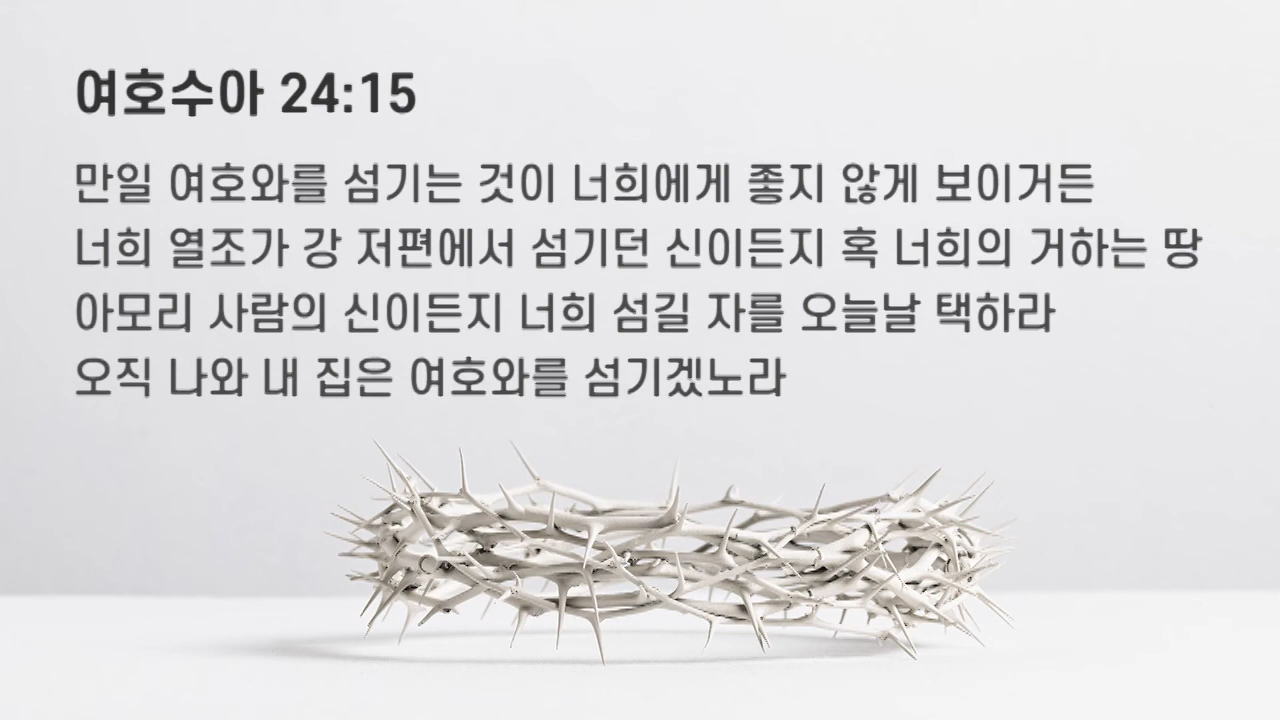 여호수아 24:15
만일 여호와를 섬기는 것이 너희에게 좋지 않게 보이거든
너희 열조가 강 저편에서 섬기던 신이든지 혹 너희의 거하는 땅
아모리 사람의 신이든지 너희 섬길 자를 오늘날 택하라
오직 나와 내 집은 여호와를 섬기겠노라